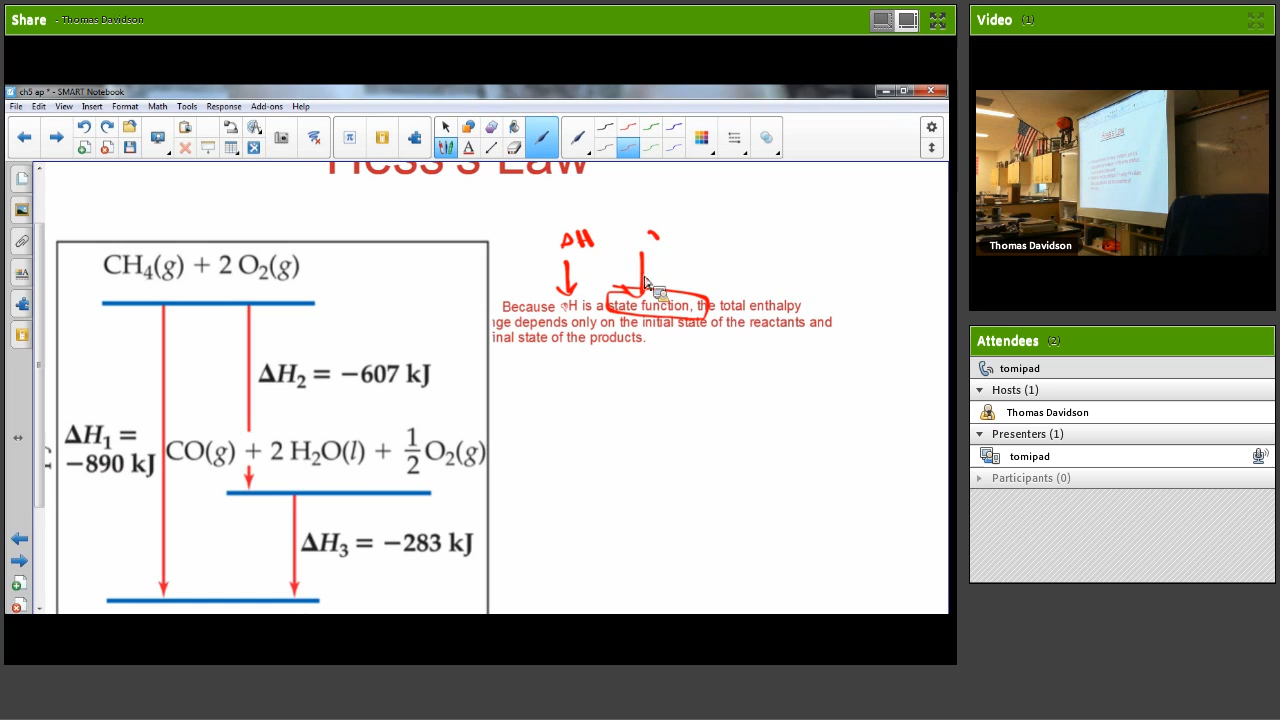 Share - Thomas Davidson
Video (1)
ch5 ap * - SMART Notebook
File Edit View Insert Format Math Tools Response Add-ons Help
Hess's Law
ΔH
CH₄(g) + 2 O₂(g)
Because H is a state function, the total enthalpy
nge depends only on the initial state of the reactants and
inal state of the products.
ΔH₂ = −607 kJ
ΔH₁ =
−890 kJ
CO(g) + 2 H₂O(l) + 1/2 O₂(g)
ΔH₃ = −283 kJ
Hess's Law
Thomas Davidson
Attendees (2)
tomipad
Hosts (1)
Thomas Davidson
Presenters (1)
tomipad
Participants (0)